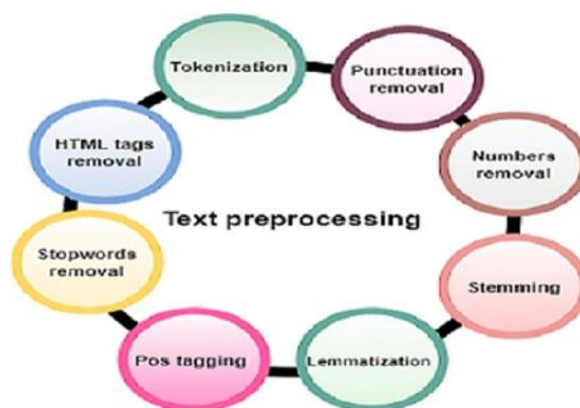 Tokenization
Punctuation
removal
HTML tags
removal
Numbers
removal
Text preprocessing
Stopwords
removal
Stemming
Pos tagging
Lemmatization